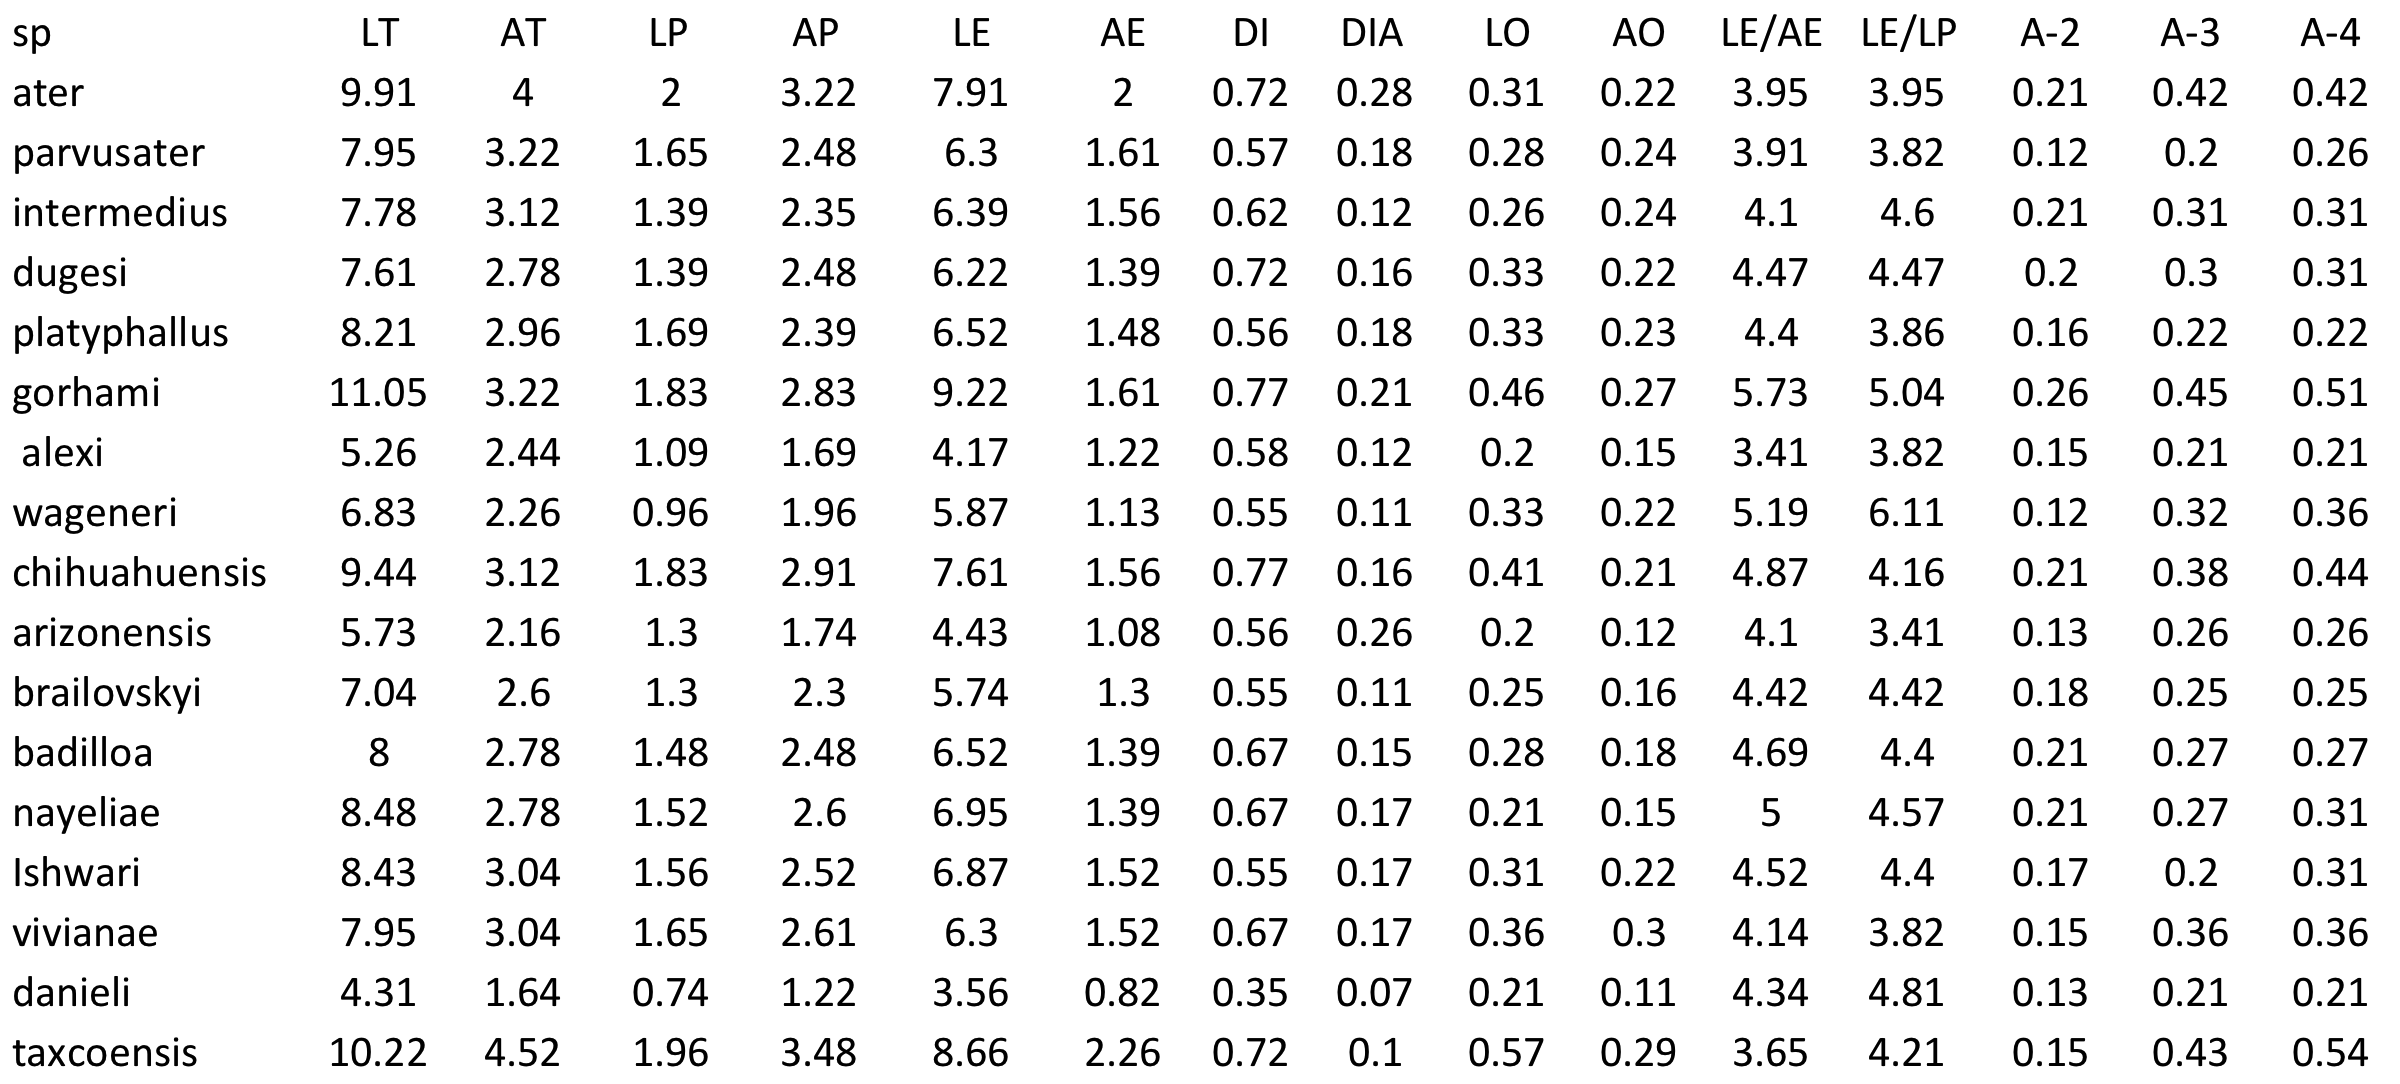 sp LT AT LP AP LE AE DI DIA LO AO LE/AE LE/LP A-2 A-3 A-4
ater 9.91 4 2 3.22 7.91 2 0.72 0.28 0.31 0.22 3.95 3.95 0.21 0.42 0.42
parvusater 7.95 3.22 1.65 2.48 6.3 1.61 0.57 0.18 0.28 0.24 3.91 3.82 0.12 0.2 0.26
intermedius 7.78 3.12 1.39 2.35 6.39 1.56 0.62 0.12 0.26 0.24 4.1 4.6 0.21 0.31 0.31
dugesi 7.61 2.78 1.39 2.48 6.22 1.39 0.72 0.16 0.33 0.22 4.47 4.47 0.2 0.3 0.31
platyphallus 8.21 2.96 1.69 2.39 6.52 1.48 0.56 0.18 0.33 0.23 4.4 3.86 0.16 0.22 0.22
gorhami 11.05 3.22 1.83 2.83 9.22 1.61 0.77 0.21 0.46 0.27 5.73 5.04 0.26 0.45 0.51
alexi 5.26 2.44 1.09 1.69 4.17 1.22 0.58 0.12 0.2 0.15 3.41 3.82 0.15 0.21 0.21
wageneri 6.83 2.26 0.96 1.96 5.87 1.13 0.55 0.11 0.33 0.22 5.19 6.11 0.12 0.32 0.36
chihuahuensis 9.44 3.12 1.83 2.91 7.61 1.56 0.77 0.16 0.41 0.21 4.87 4.16 0.21 0.38 0.44
arizonensis 5.73 2.16 1.3 1.74 4.43 1.08 0.56 0.26 0.2 0.12 4.1 3.41 0.13 0.26 0.26
brailovskyi 7.04 2.6 1.3 2.3 5.74 1.3 0.55 0.11 0.25 0.16 4.42 4.42 0.18 0.25 0.25
badilloa 8 2.78 1.48 2.48 6.52 1.39 0.67 0.15 0.28 0.18 4.69 4.4 0.21 0.27 0.27
nayeliae 8.48 2.78 1.52 2.6 6.95 1.39 0.67 0.17 0.21 0.15 5 4.57 0.21 0.27 0.31
Ishwari 8.43 3.04 1.56 2.52 6.87 1.52 0.55 0.17 0.31 0.22 4.52 4.4 0.17 0.2 0.31
vivianae 7.95 3.04 1.65 2.61 6.3 1.52 0.67 0.17 0.36 0.3 4.14 3.82 0.15 0.36 0.36
danieli 4.31 1.64 0.74 1.22 3.56 0.82 0.35 0.07 0.21 0.11 4.34 4.81 0.13 0.21 0.21
taxcoensis 10.22 4.52 1.96 3.48 8.66 2.26 0.72 0.1 0.57 0.29 3.65 4.21 0.15 0.43 0.54